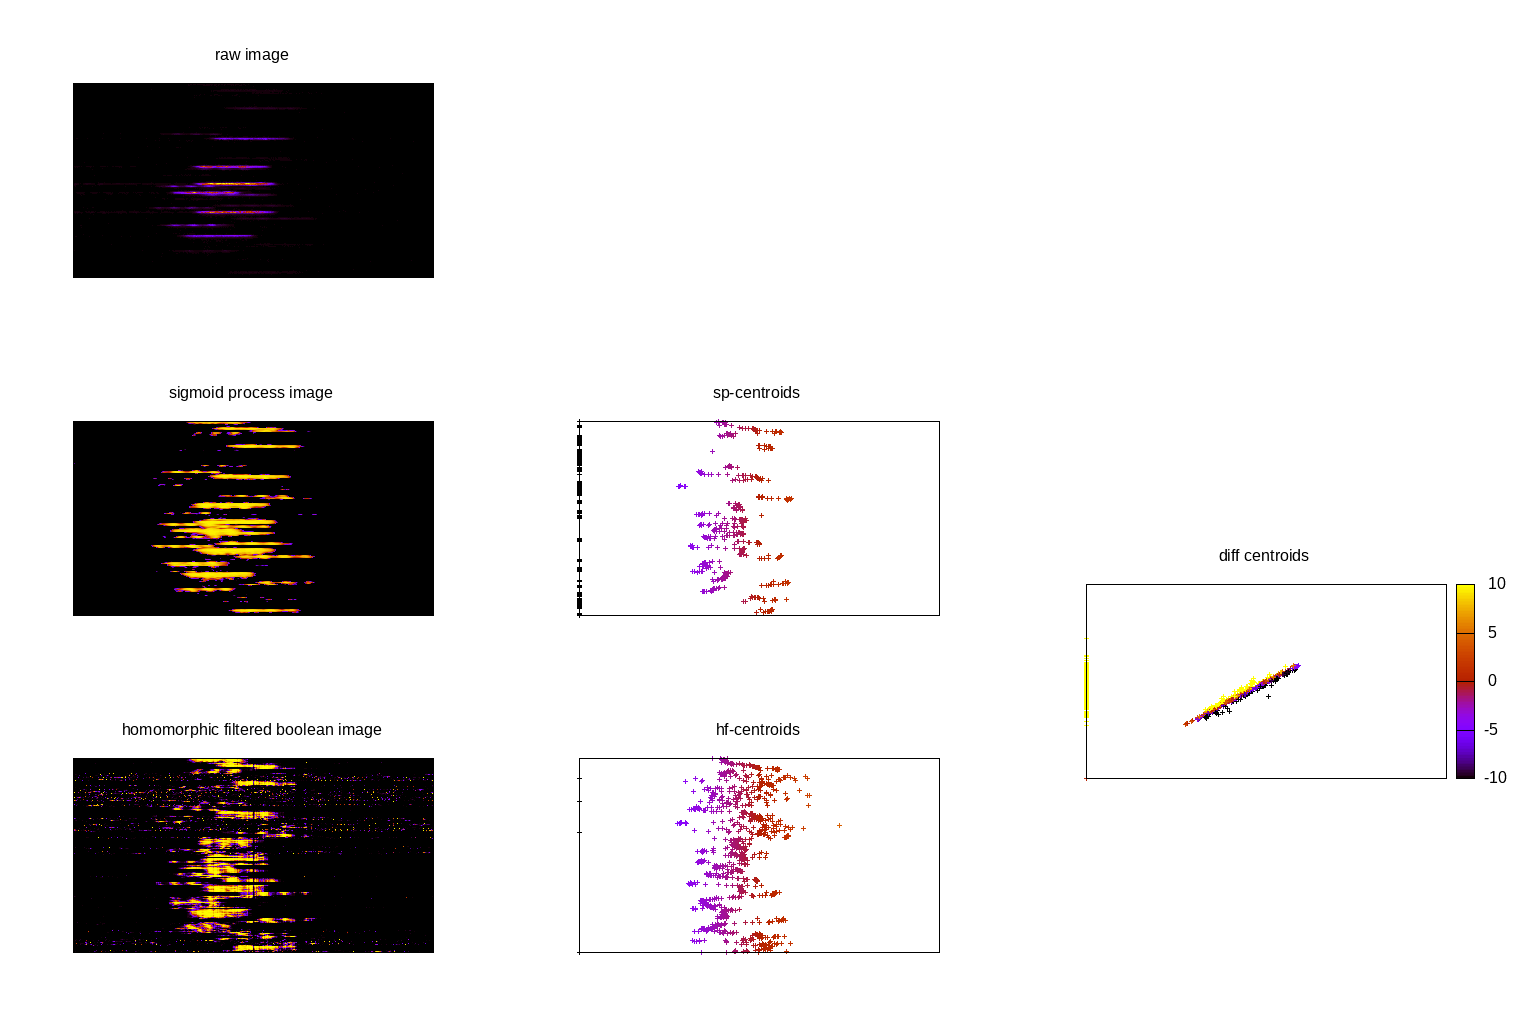 raw image
sigmoid process image
sp-centroids
diff centroids
10
5
0
-5
-10
homomorphic filtered boolean image
hf-centroids